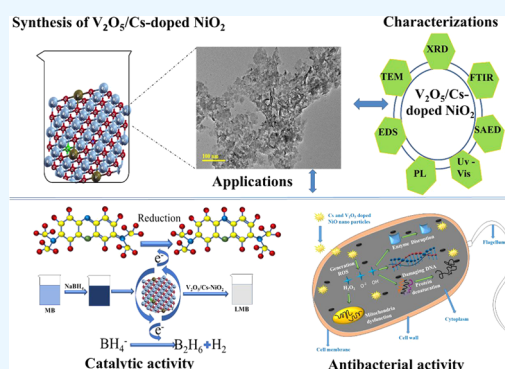 Synthesis of V₂O₅/Cs-doped NiO₂
Characterizations
XRD
TEM
FTIR
V₂O₅/Cs-
doped NiO₂
EDS
SAED
PL
Uv -
Vis
100 nm
Applications
Reduction
e⁻
NaBH₄
V₂O₅/Cs-NiO₂
MB
LMB
e⁻
BH₄⁻
B₂H₆ +H₂
Catalytic activity
Cs and V₂O₅ doped
NiO nano particles
Flagellum
Enzyme Disruption
Generation
ROS
H₂O₂ O²⁻ OH
Damaging DNA
Protein
denaturation
Mitochondria
dysfunction
Cytoplasm
Cell wall
Cell membrane
Antibacterial activity